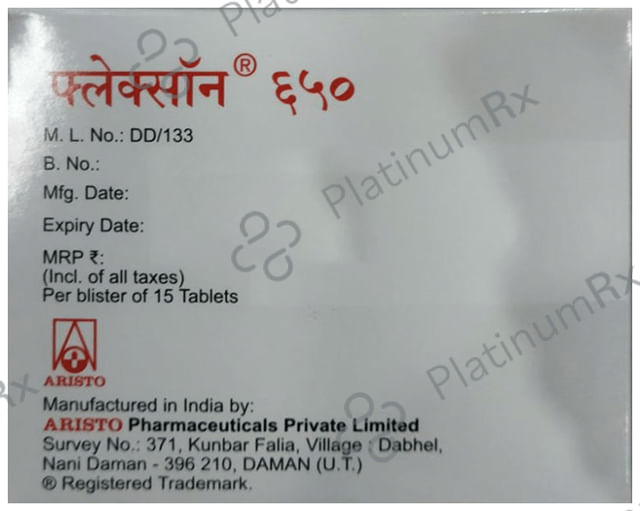 फ्लेक्सॉन® ६५०
M. L. No.: DD/133
B. No.:
Mfg. Date:
Expiry Date:
MRP ₹:
(Incl. of all taxes)
Per blister of 15 Tablets
ARISTO
Manufactured in India by:
ARISTO Pharmaceuticals Private Limited
Survey No.: 371, Kunbar Falia, Village : Dabhel,
Nani Daman - 396 210, DAMAN (U.T.)
® Registered Trademark.
Plat
PlatinumRx
PlatinumRx
Rx